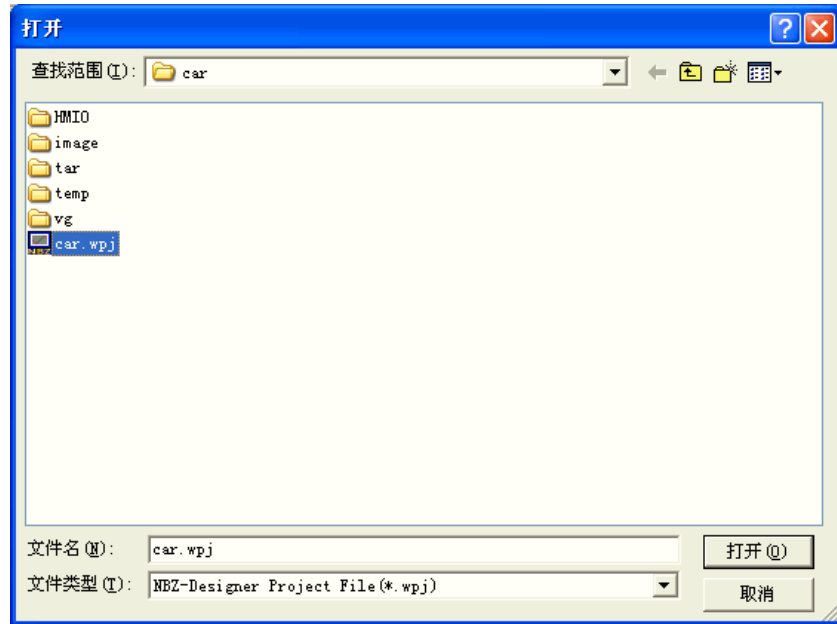 打开
查找范围(I): car
HMIO
image
tar
temp
vg
NBZ car.wpj
文件名(N): car.wpj 打开(O)
文件类型(T): NBZ-Designer Project File(*.wpj) 取消